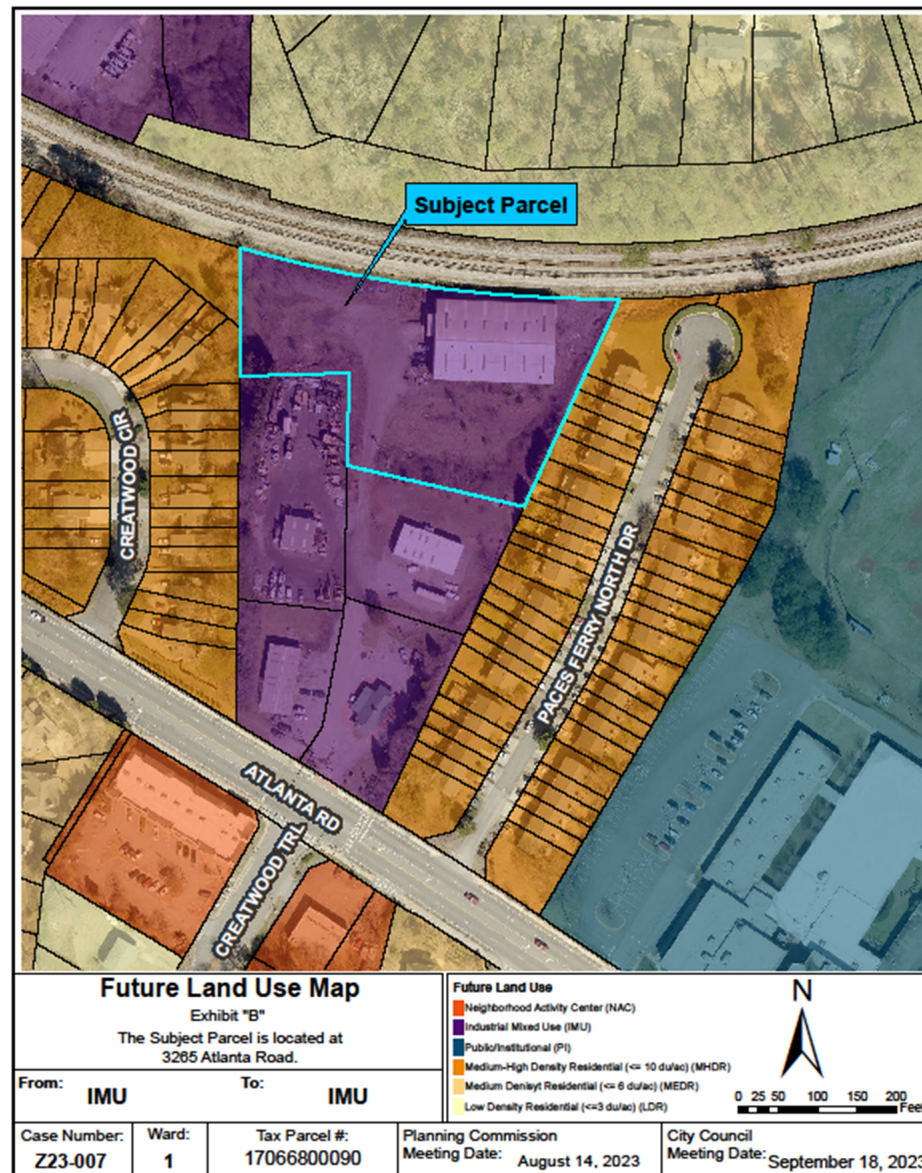 Subject Parcel
CREATWOOD CIR
PACES FERRY NORTH DR
ATLANTA RD
CREATWOOD TRL
Future Land Use Map
Exhibit "B"
The Subject Parcel is located at
3265 Atlanta Road.
From:
IMU
To:
IMU
Future Land Use
Neighborhood Activity Center (NAC)
Industrial Mixed Use (IMU)
Public/Institutional (PI)
Medium-High Density Residential (<= 10 du/ac) (MHDR)
Medium Denisyt Residential (<= 6 du/ac) (MEDR)
Low Density Residential (<=3 du/ac) (LDR)
N
0 25 50 100 150 200
Feet
Case Number:
Z23-007
Ward:
1
Tax Parcel #:
17066800090
Planning Commission
Meeting Date: August 14, 2023
City Council
Meeting Date: September 18, 2023